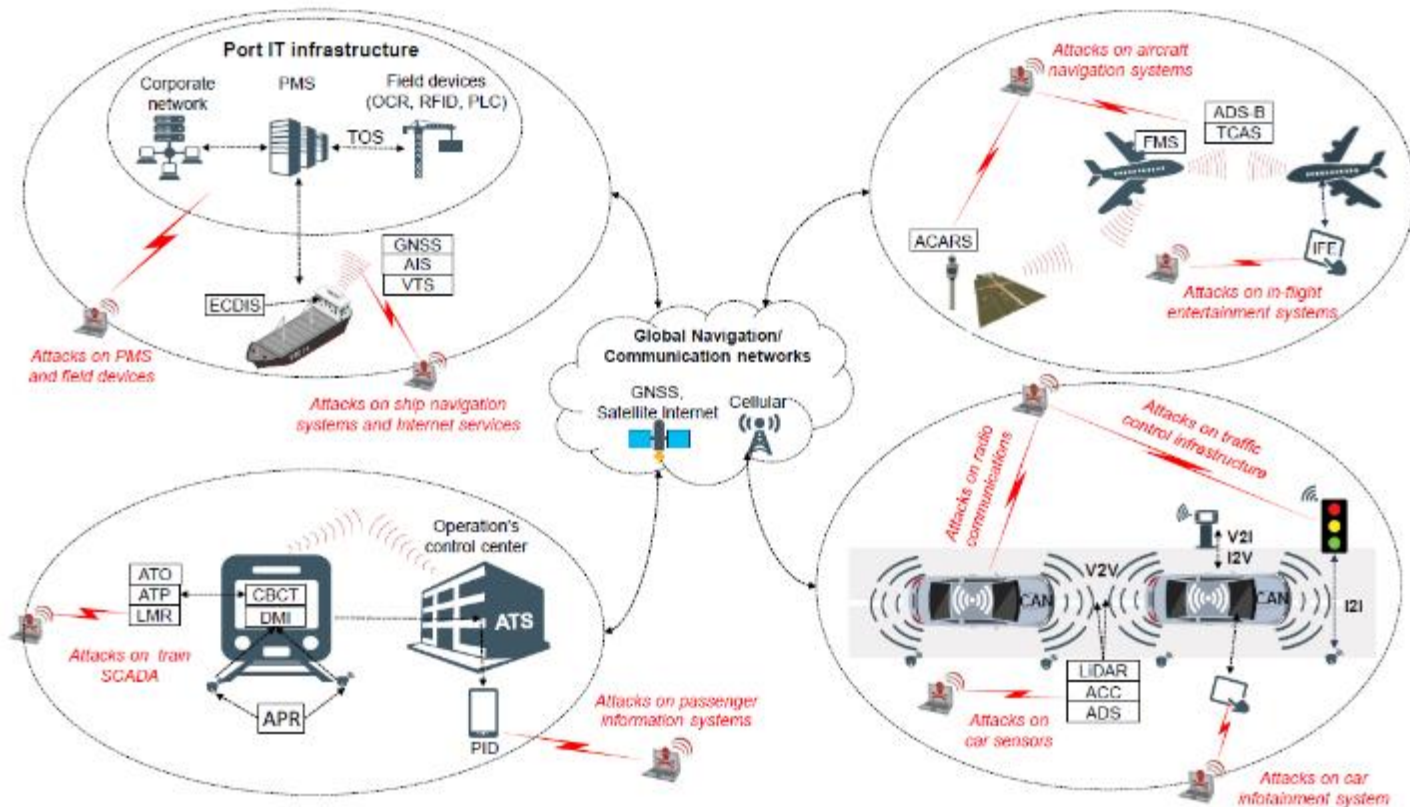 Port IT infrastructure
Corporate
network
PMS
Field devices
(OCR, RFID, PLC)
TOS
GNSS
AIS
VTS
ECDIS
Attacks on PMS
and field devices
Attacks on ship navigation
systems and Internet services
Attacks on aircraft
navigation systems
ADS-B
TCAS
FMS
ACARS
IFE
Attacks on in-flight
entertainment systems
Global Navigation/
Communication networks
GNSS,
Satellite Internet
Cellular
Operation's
control center
ATO
ATP
LMR
CBCT
DMI
ATS
Attacks on train
SCADA
APR
PID
Attacks on passenger
information systems
Attacks on radio
communications
Attacks on traffic
control infrastructure
V2I
I2V
V2V
CAN
CAN
I2I
LiDAR
ACC
ADS
Attacks on
car sensors
Attacks on car
infotainment system